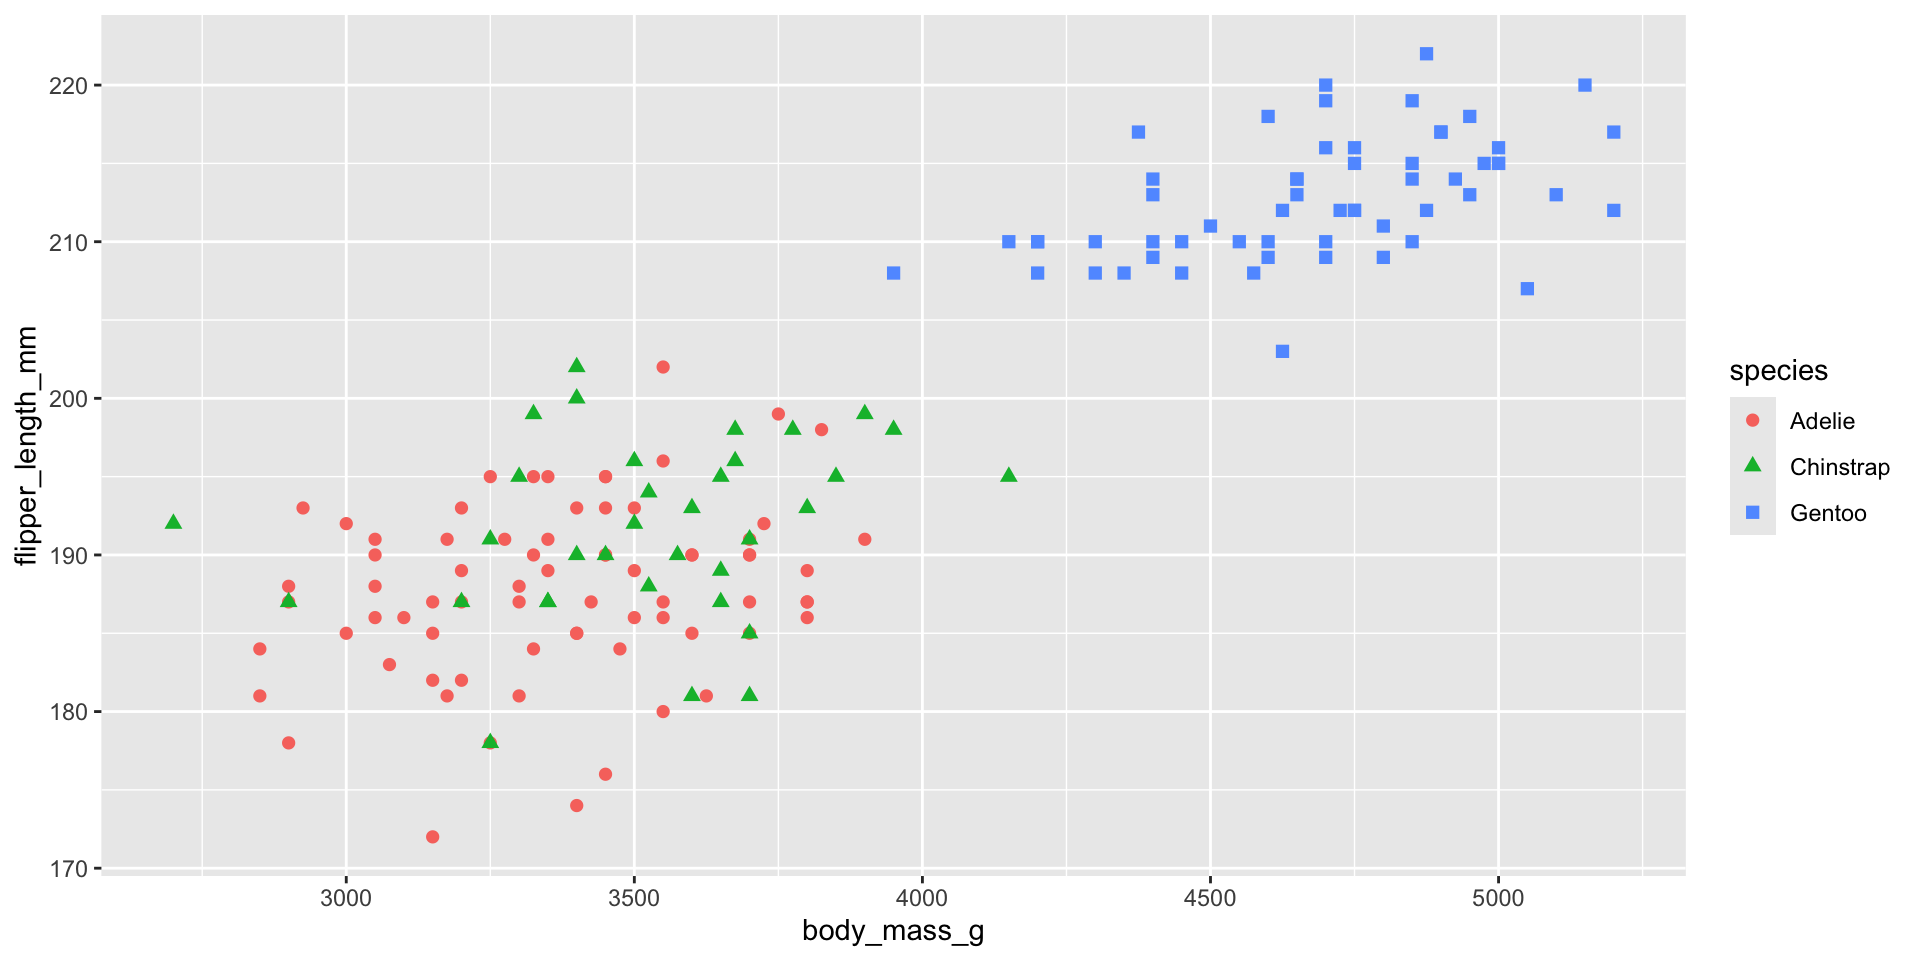 220
210
200
190
180
170
flipper_length_mm
3000 3500 4000 4500 5000
body_mass_g
species
Adelie
Chinstrap
Gentoo